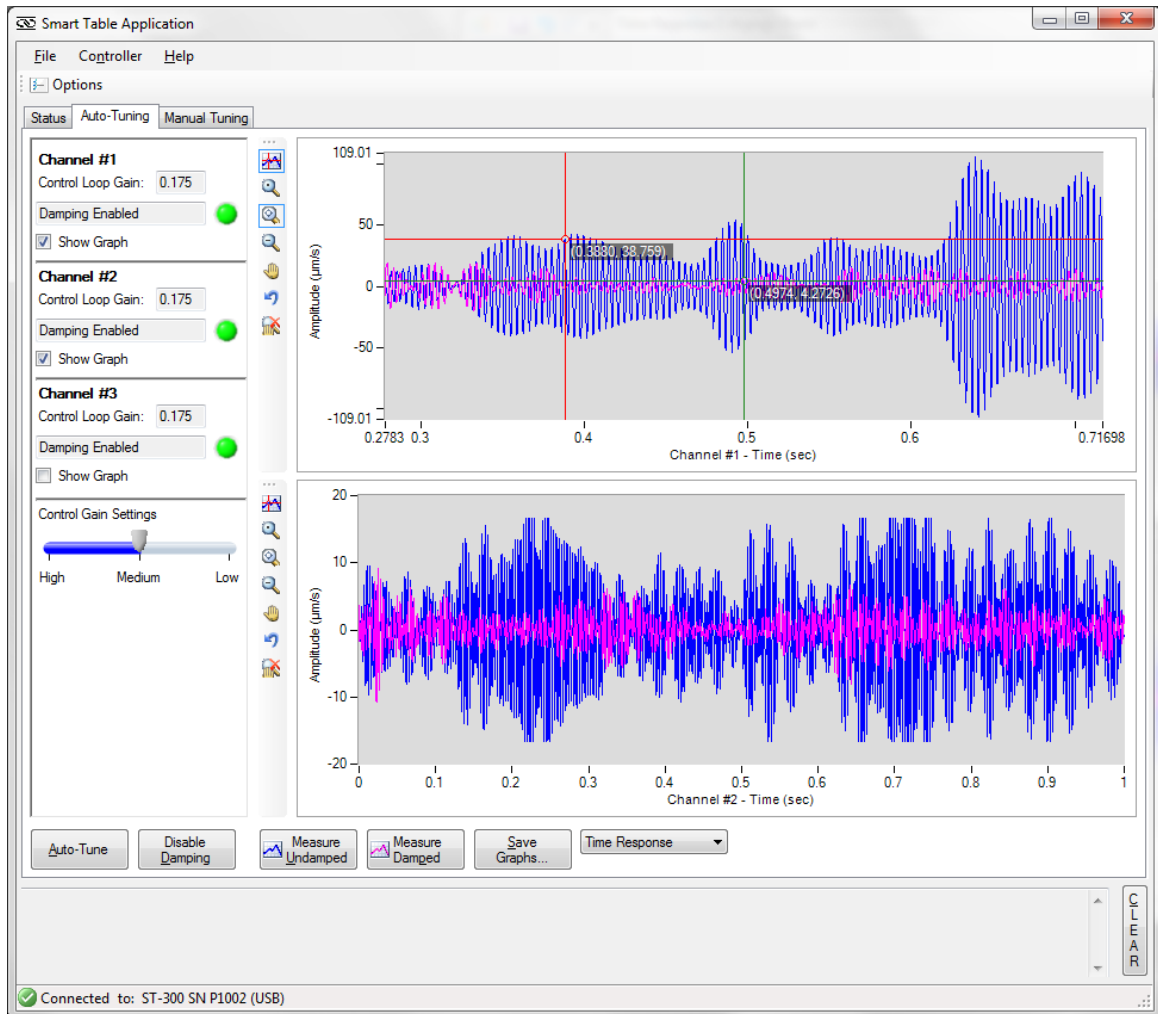 Smart Table Application
File Controller Help
Options
Status Auto-Tuning Manual Tuning
Channel #1
Control Loop Gain: 0.175
Damping Enabled
Show Graph
Channel #2
Control Loop Gain: 0.175
Damping Enabled
Show Graph
Channel #3
Control Loop Gain: 0.175
Damping Enabled
Show Graph
Control Gain Settings
High Medium Low
109.01
50
0
-50
-109.01
Amplitude (µm/s)
(0.3880, 38.759)
(0.4974, 4.2726)
0.2783 0.3 0.4 0.5 0.6 0.71698
Channel #1 - Time (sec)
20
10
0
-10
-20
Amplitude (µm/s)
0 0.1 0.2 0.3 0.4 0.5 0.6 0.7 0.8 0.9 1
Channel #2 - Time (sec)
Auto-Tune
Disable
Damping
Measure
Undamped
Measure
Damped
Save
Graphs...
Time Response
CLEAR
Connected to: ST-300 SN P1002 (USB)